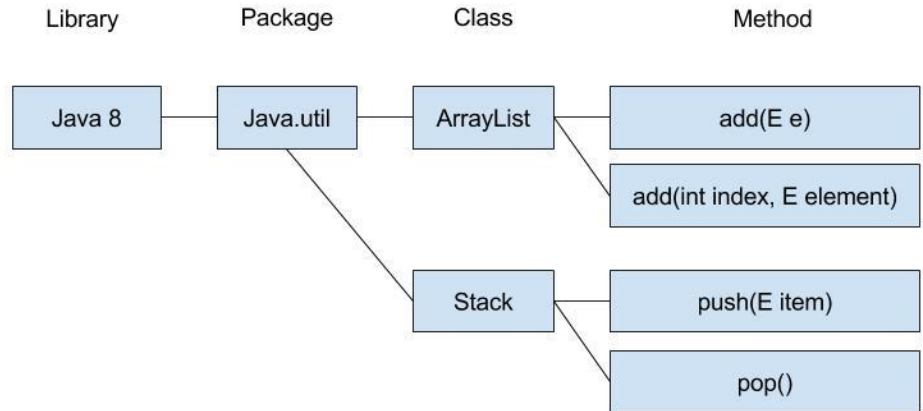 Library Package Class Method
Java 8 Java.util ArrayList add(E e)
add(int index, E element)
Stack push(E item)
pop()